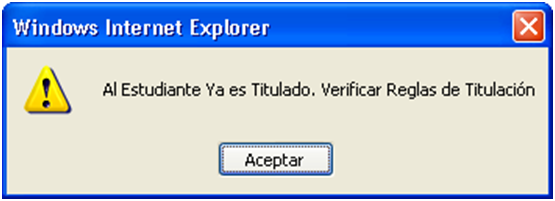 Windows Internet Explorer
Al Estudiante Ya es Titulado. Verificar Reglas de Titulación
Aceptar